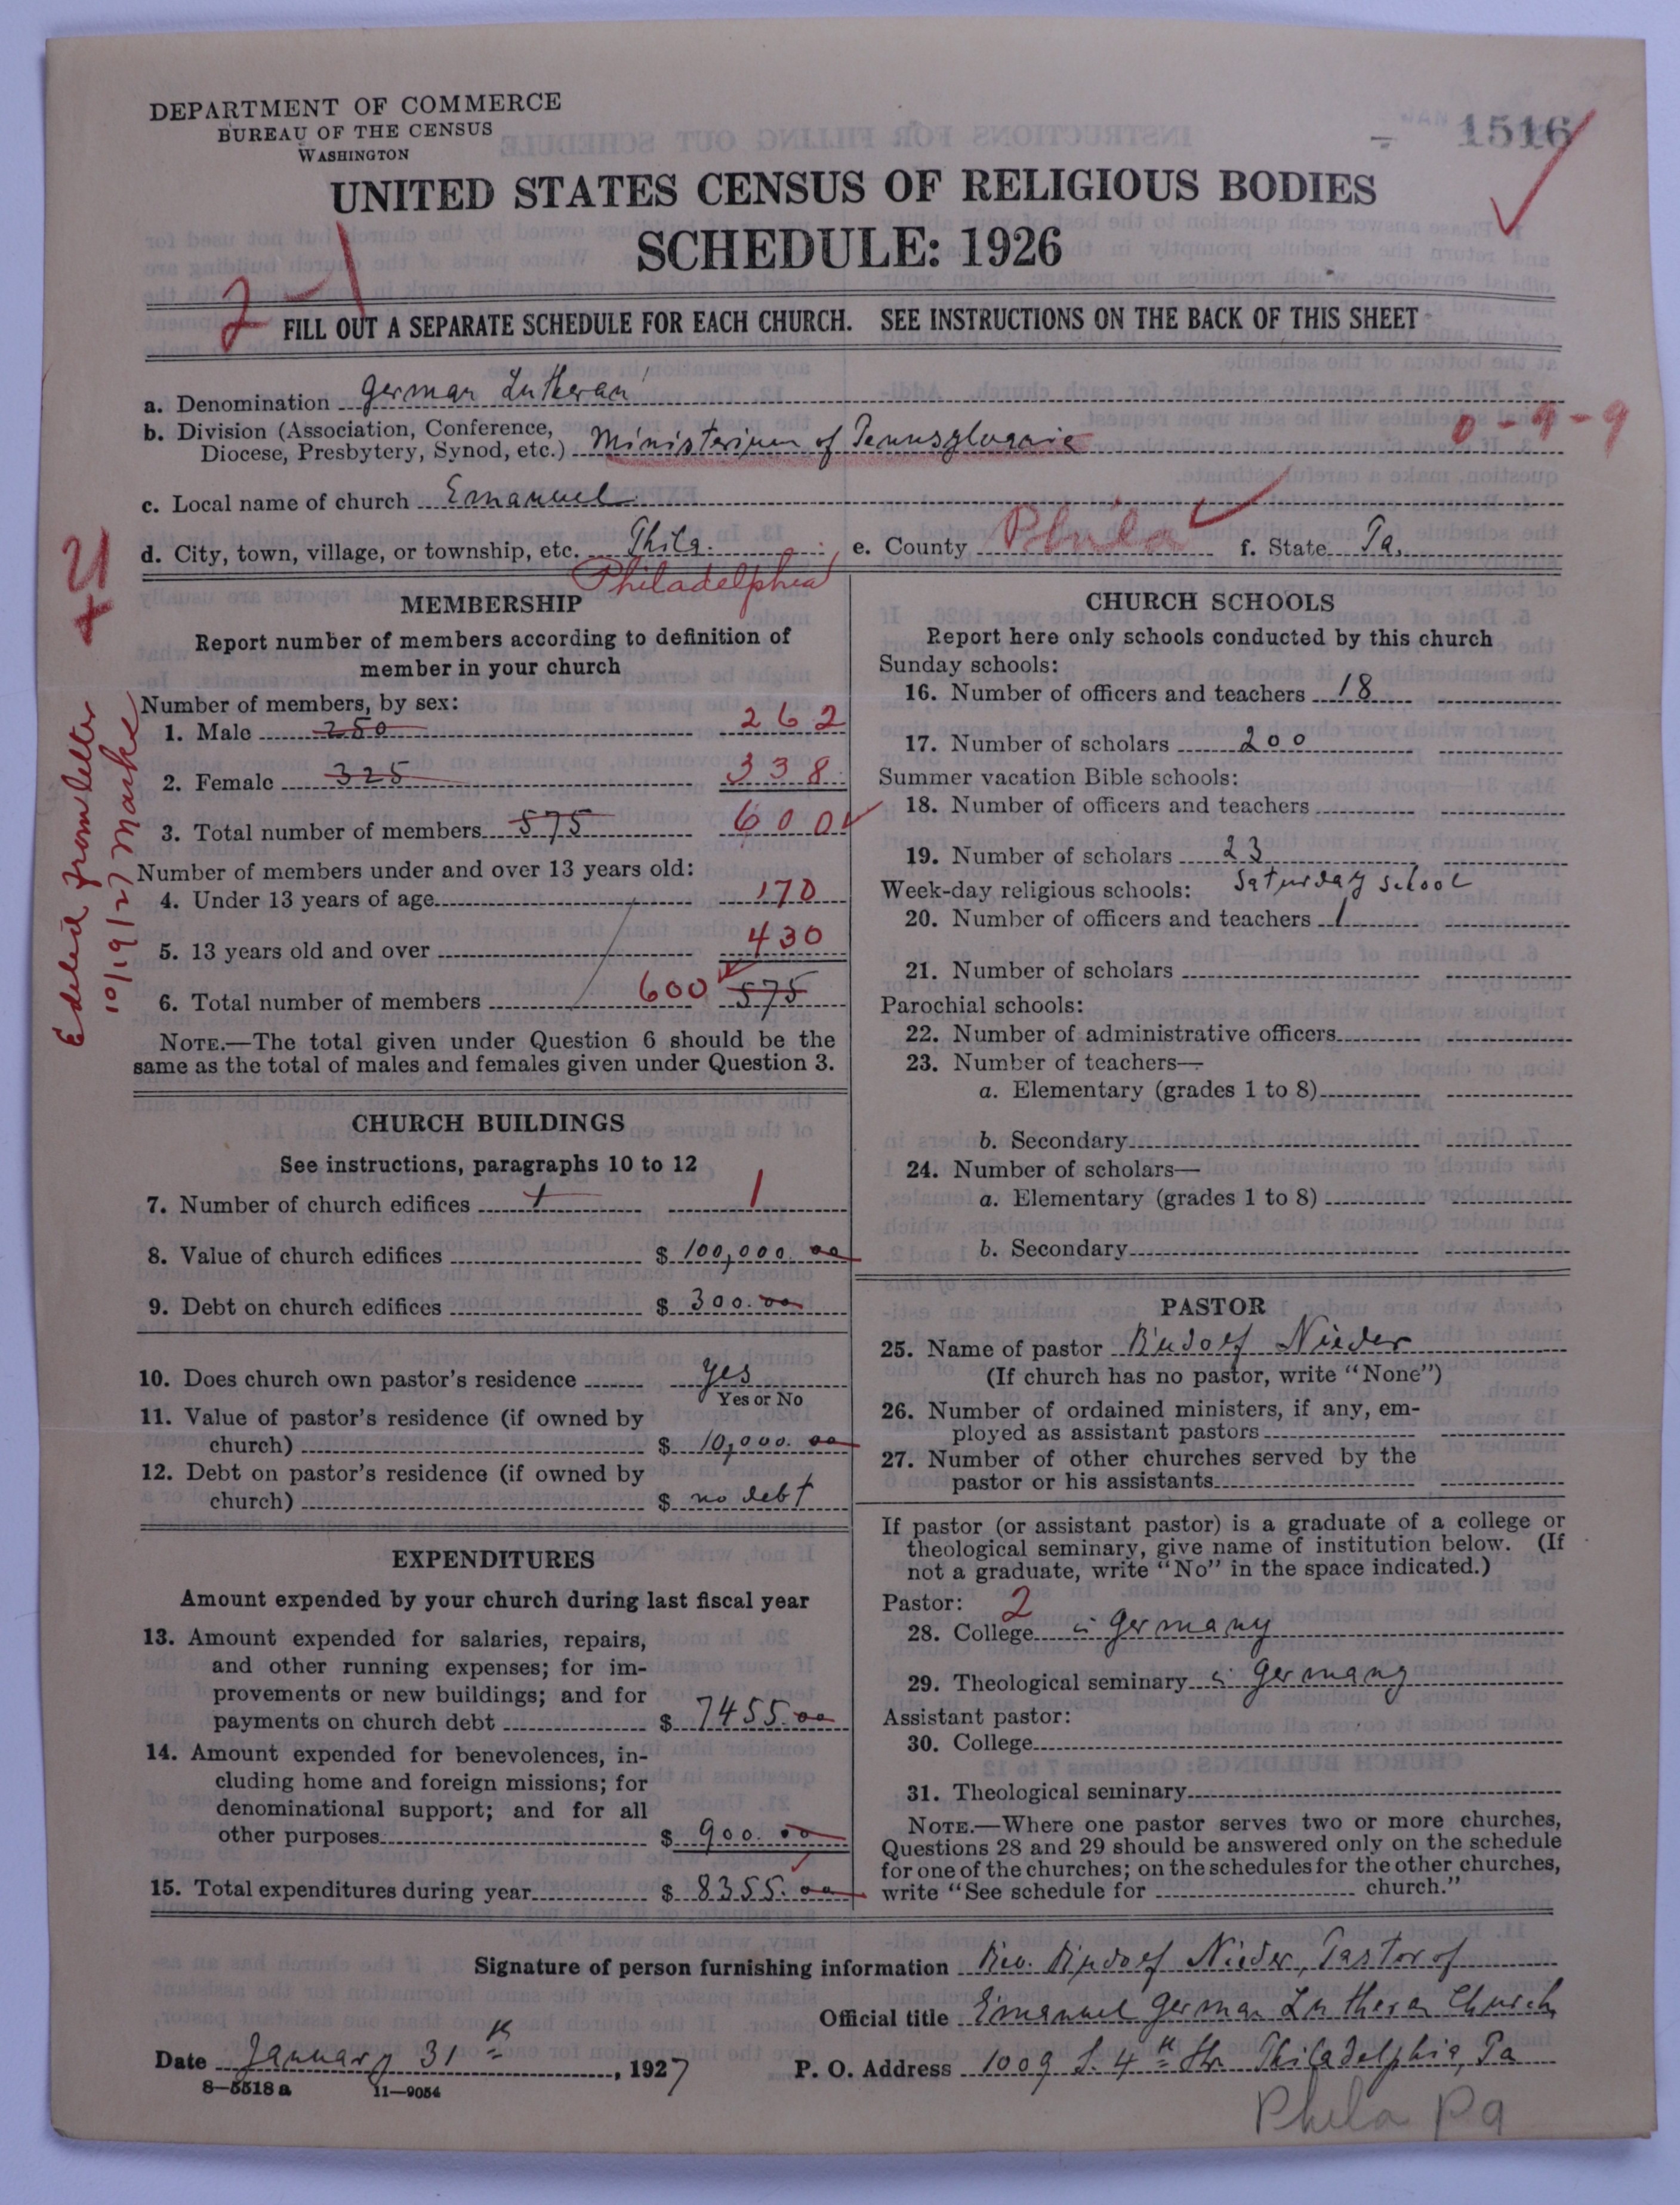 DEPARTMENT OF COMMERCE
BUREAU OF THE CENSUS
WASHINGTON
1516
UNITED STATES CENSUS OF RELIGIOUS BODIES
SCHEDULE: 1926
2-1
FILL OUT A SEPARATE SCHEDULE FOR EACH CHURCH. SEE INSTRUCTIONS ON THE BACK OF THIS SHEET
a. Denomination German Lutheran
b. Division (Association, Conference, Diocese, Presbytery, Synod, etc.) Ministerium of Pennsylvania
0-9-9
c. Local name of church Emanuel
d. City, town, village, or township, etc. Phila. e. County Phila f. State Pa.
Philadelphia
Edited from letter
10/19/27 Maske
MEMBERSHIP
Report number of members according to definition of
member in your church
Number of members, by sex:
1. Male 250 262
2. Female 325 338
3. Total number of members 575 600
Number of members under and over 13 years old:
4. Under 13 years of age 170
5. 13 years old and over 430
6. Total number of members 600 575
NOTE.—The total given under Question 6 should be the
same as the total of males and females given under Question 3.
CHURCH BUILDINGS
See instructions, paragraphs 10 to 12
7. Number of church edifices 1 1
8. Value of church edifices $ 100,000.00
9. Debt on church edifices $ 300.00
10. Does church own pastor's residence yes
Yes or No
11. Value of pastor's residence (if owned by
church) $ 10,000.00
12. Debt on pastor's residence (if owned by
church) $ no debt
EXPENDITURES
Amount expended by your church during last fiscal year
13. Amount expended for salaries, repairs,
and other running expenses; for im-
provements or new buildings; and for
payments on church debt $ 7455.00
14. Amount expended for benevolences, in-
cluding home and foreign missions; for
denominational support; and for all
other purposes $ 900.00
15. Total expenditures during year $ 8355.00
CHURCH SCHOOLS
Report here only schools conducted by this church
Sunday schools:
16. Number of officers and teachers 18
17. Number of scholars 200
Summer vacation Bible schools:
18. Number of officers and teachers
19. Number of scholars 23
Week-day religious schools: Saturday School
20. Number of officers and teachers 1
21. Number of scholars
Parochial schools:
22. Number of administrative officers
23. Number of teachers—
a. Elementary (grades 1 to 8)
b. Secondary
24. Number of scholars—
a. Elementary (grades 1 to 8)
b. Secondary
PASTOR
25. Name of pastor Rudolf Nieder
(If church has no pastor, write "None")
26. Number of ordained ministers, if any, em-
ployed as assistant pastors
27. Number of other churches served by the
pastor or his assistants
If pastor (or assistant pastor) is a graduate of a college or
theological seminary, give name of institution below. (If
not a graduate, write "No" in the space indicated.)
Pastor: 2
28. College Germany
29. Theological seminary Germany
Assistant pastor:
30. College
31. Theological seminary
NOTE.—Where one pastor serves two or more churches,
Questions 28 and 29 should be answered only on the schedule
for one of the churches; on the schedules for the other churches,
write "See schedule for church."
Signature of person furnishing information Rev. Rudolf Nieder, Pastor of
Official title Emanuel German Lutheran Church,
Date January 31st, 1927 P. O. Address 1009 S. 4th Str. Philadelphia, Pa
8—5518a 11—9054
Phila Pa